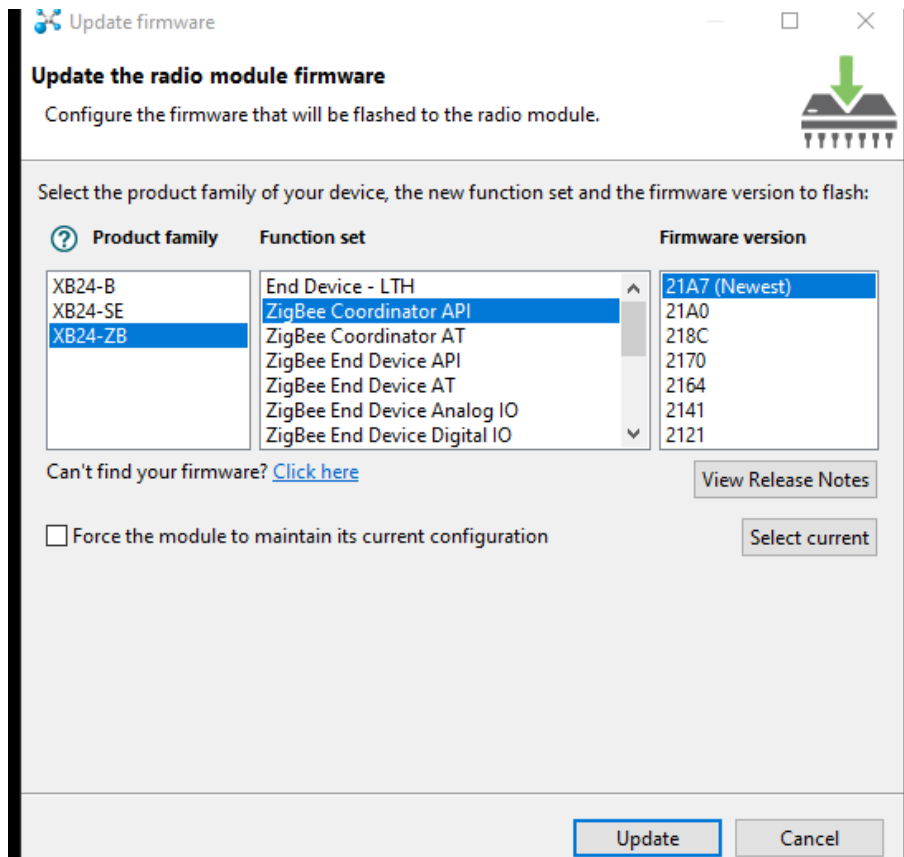 Update firmware
Update the radio module firmware
Configure the firmware that will be flashed to the radio module.
Select the product family of your device, the new function set and the firmware version to flash:
? Product family Function set Firmware version
XB24-B End Device - LTH 21A7 (Newest)
XB24-SE ZigBee Coordinator API 21A0
XB24-ZB ZigBee Coordinator AT 218C
ZigBee End Device API 2170
ZigBee End Device AT 2164
ZigBee End Device Analog IO 2141
ZigBee End Device Digital IO 2121
Can't find your firmware? Click here
View Release Notes
Force the module to maintain its current configuration Select current
Update Cancel